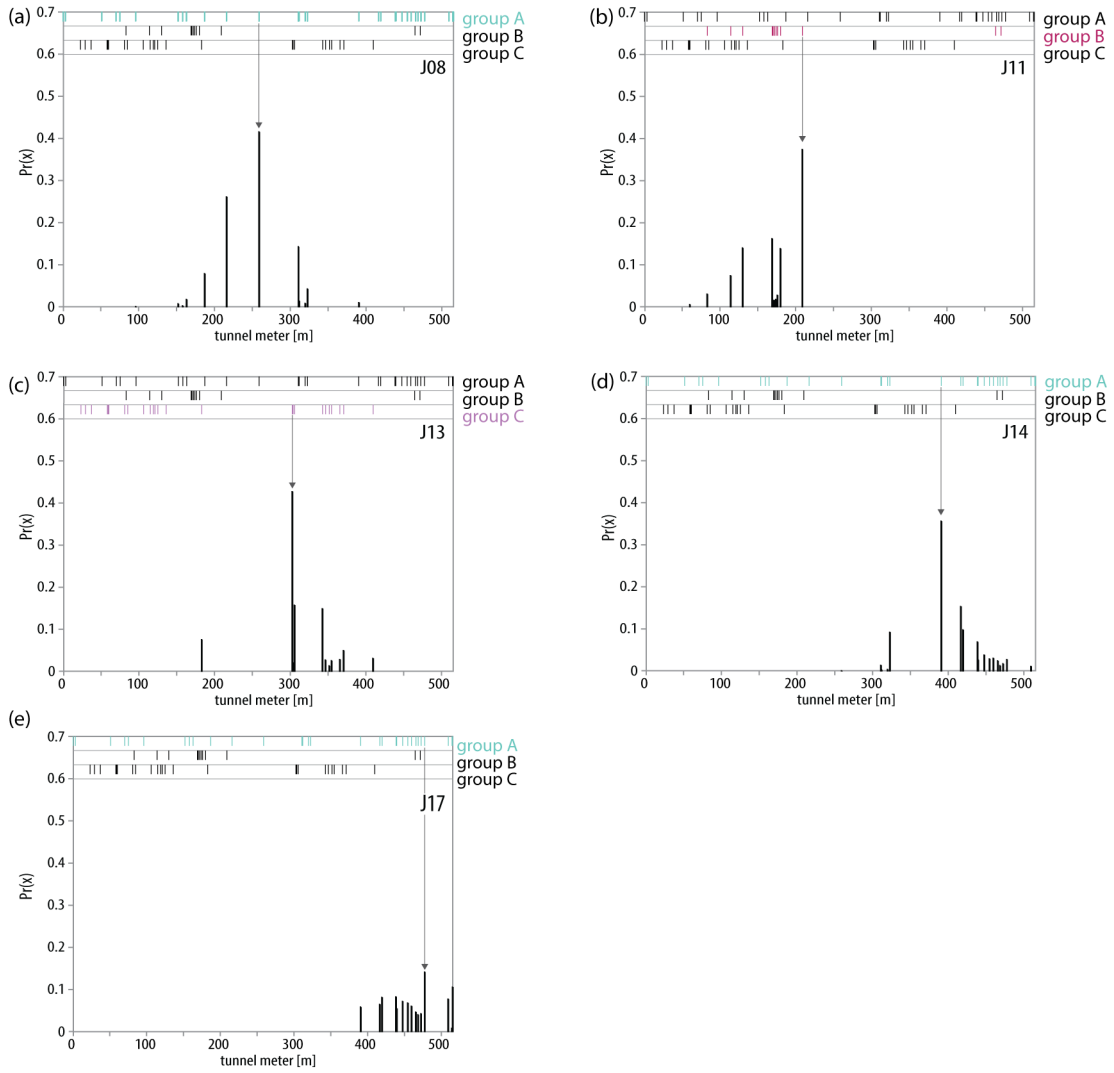 (a)
0.7
group A
group B
0.6
group C
J08
0.5
0.4
Pr(x)
0.3
0.2
0.1
0
0 100 200 300 400 500
tunnel meter [m]
(b)
0.7
group A
group B
0.6
group C
J11
0.5
0.4
Pr(x)
0.3
0.2
0.1
0
0 100 200 300 400 500
tunnel meter [m]
(c)
0.7
group A
group B
0.6
group C
J13
0.5
0.4
Pr(x)
0.3
0.2
0.1
0
0 100 200 300 400 500
tunnel meter [m]
(d)
0.7
group A
group B
0.6
group C
J14
0.5
0.4
Pr(x)
0.3
0.2
0.1
0
0 100 200 300 400 500
tunnel meter [m]
(e)
0.7
group A
group B
0.6
group C
J17
0.5
0.4
Pr(x)
0.3
0.2
0.1
0
0 100 200 300 400 500
tunnel meter [m]